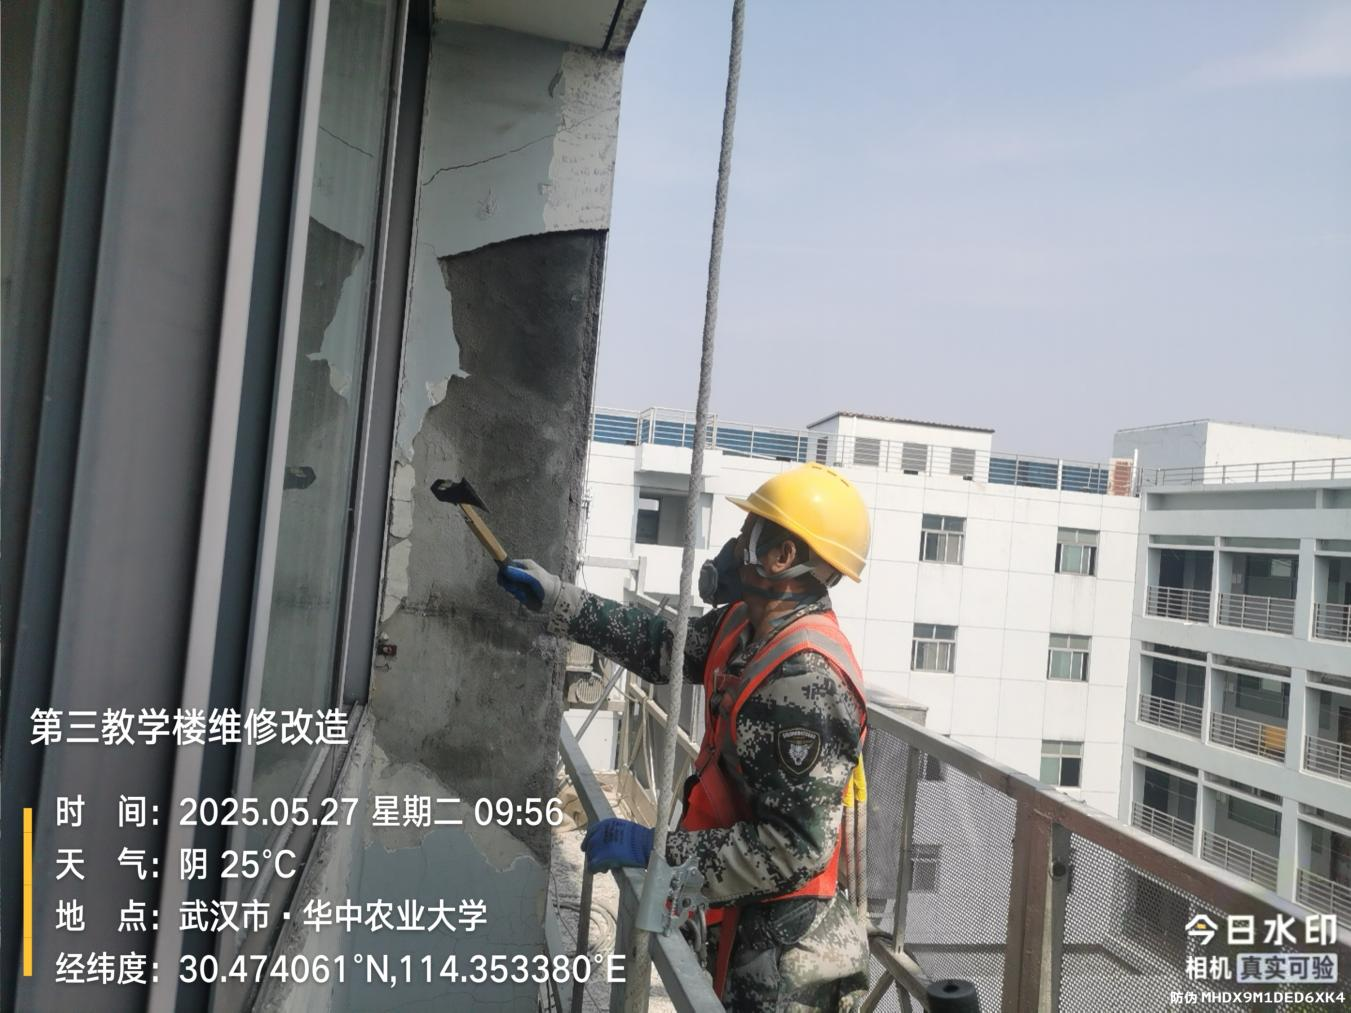 第三教学楼维修改造
时 间：2025.05.27 星期二 09:56
天 气：阴 25°C
地 点：武汉市·华中农业大学
经纬度：30.474061°N,114.353380°E
今日水印
相机 真实可验
防伪 MHDX9M1DED6XK4